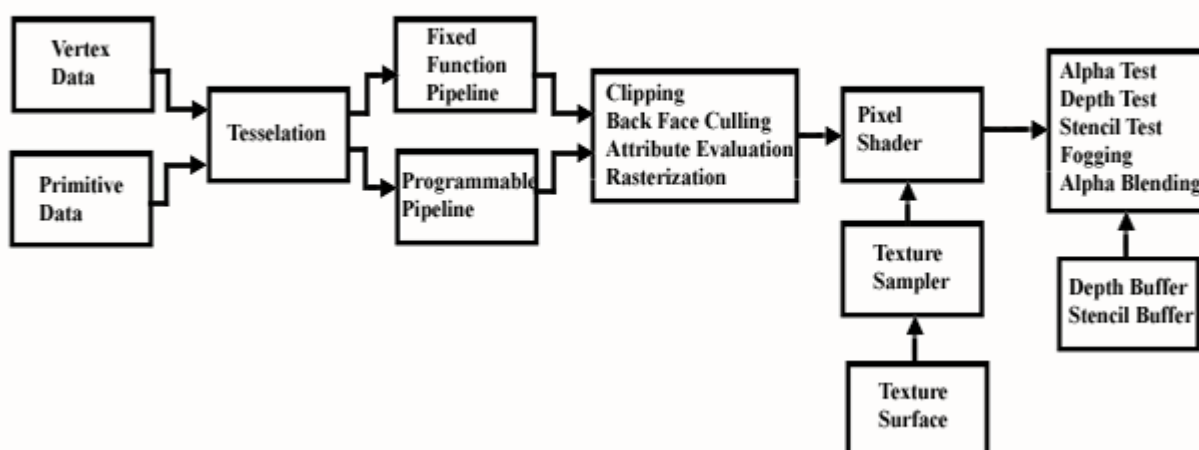 Vertex
Data
Primitive
Data
Tesselation
Fixed
Function
Pipeline
Programmable
Pipeline
Clipping
Back Face Culling
Attribute Evaluation
Rasterization
Pixel
Shader
Texture
Sampler
Texture
Surface
Alpha Test
Depth Test
Stencil Test
Fogging
Alpha Blending
Depth Buffer
Stencil Buffer